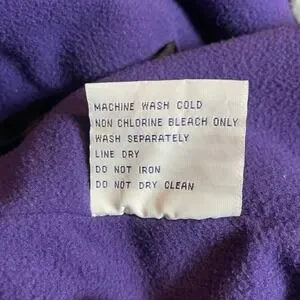 MACHINE WASH COLD
NON CHLORINE BLEACH ONLY
WASH SEPARATELY
LINE DRY
DO NOT IRON
DO NOT DRY CLEAN